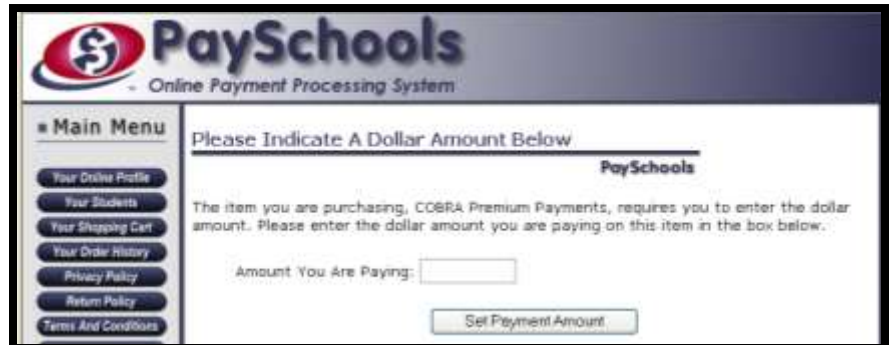 PaySchools
Online Payment Processing System
Main Menu
Your Online Profile
Your Students
Your Shopping Cart
Your Order History
Privacy Policy
Return Policy
Terms And Conditions
Please Indicate A Dollar Amount Below
PaySchools
The item you are purchasing, COBRA Premium Payments, requires you to enter the dollar
amount. Please enter the dollar amount you are paying on this item in the box below.
Amount You Are Paying:
Set Payment Amount